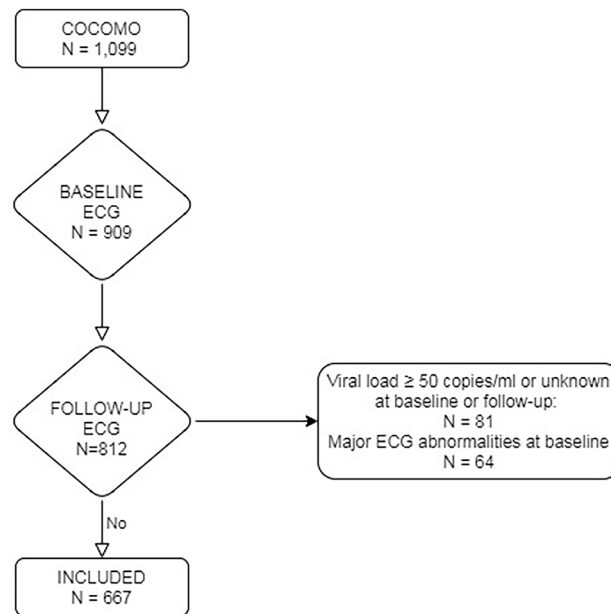 COCOMO
N = 1,099
BASELINE
ECG
N = 909
FOLLOW-UP
ECG
N=812
Viral load ≥ 50 copies/ml or unknown
at baseline or follow-up:
N = 81
Major ECG abnormalities at baseline
N = 64
No
INCLUDED
N = 667